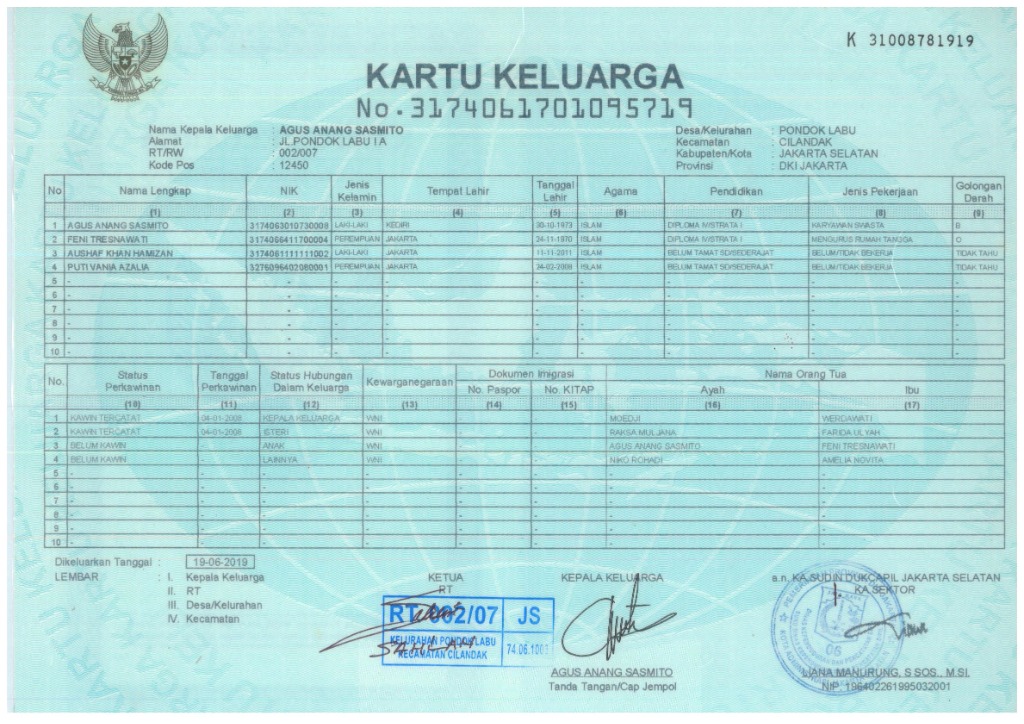 K 31008781919
KARTU KELUARGA
No.3174061701095719
Nama Kepala Keluarga : AGUS ANANG SASMITO
Alamat : JL.PONDOK LABU I A
RT/RW : 002/007
Kode Pos : 12450
Desa/Kelurahan : PONDOK LABU
Kecamatan : CILANDAK
Kabupaten/Kota : JAKARTA SELATAN
Provinsi : DKI JAKARTA
No Nama Lengkap NIK Jenis Kelamin Tempat Lahir Tanggal Lahir Agama Pendidikan Jenis Pekerjaan Golongan Darah
(1) (2) (3) (4) (5) (6) (7) (8) (9)
1 AGUS ANANG SASMITO 3174063010730008 LAKI-LAKI KEDIRI 30-10-1973 ISLAM DIPLOMA IV/STRATA I KARYAWAN SWASTA B
2 FENI TRESNAWATI 3174066411700004 PEREMPUAN JAKARTA 24-11-1970 ISLAM DIPLOMA IV/STRATA I MENGURUS RUMAH TANGGA O
3 AUSHAF KHAN HAMIZAN 3174061111111002 LAKI-LAKI JAKARTA 11-11-2011 ISLAM BELUM TAMAT SD/SEDERAJAT BELUM/TIDAK BEKERJA TIDAK TAHU
4 PUTI VANIA AZALIA 3276096402080001 PEREMPUAN JAKARTA 24-02-2008 ISLAM BELUM TAMAT SD/SEDERAJAT BELUM/TIDAK BEKERJA TIDAK TAHU
5 - - - - - - - - -
6 - - - - - - - - -
7 - - - - - - - - -
8 - - - - - - - - -
9 - - - - - - - - -
10 - - - - - - - - -
No. Status Perkawinan Tanggal Perkawinan Status Hubungan Dalam Keluarga Kewarganegaraan Dokumen Imigrasi Nama Orang Tua
No. Paspor No. KITAP Ayah Ibu
(10) (11) (12) (13) (14) (15) (16) (17)
1 KAWIN TERCATAT 04-01-2008 KEPALA KELUARGA WNI MOEDJI WERDAWATI
2 KAWIN TERCATAT 04-01-2008 ISTERI WNI RAKSA MULJANA FARIDA ULYAH
3 BELUM KAWIN - ANAK WNI AGUS ANANG SASMITO FENI TRESNAWATI
4 BELUM KAWIN - LAINNYA WNI NIKO ROHADI AMELIA NOVITA
5 - - - - - - - -
6 - - - - - - - -
7 - - - - - - - -
8 - - - - - - - -
9 - - - - - - - -
10 - - - - - - - -
Dikeluarkan Tanggal : 19-06-2019
LEMBAR : I. Kepala Keluarga
II. RT
III. Desa/Kelurahan
IV. Kecamatan
KETUA
RT
RT 002/07 JS
KELURAHAN PONDOK LABU
KECAMATAN CILANDAK
74.06.1003
SAHLAN
KEPALA KELUARGA
AGUS ANANG SASMITO
Tanda Tangan/Cap Jempol
a.n. KA.SUDIN DUKCAPIL JAKARTA SELATAN
KA.SEKTOR
06
LIANA MANURUNG, S SOS., M.SI.
NIP. 196402261995032001